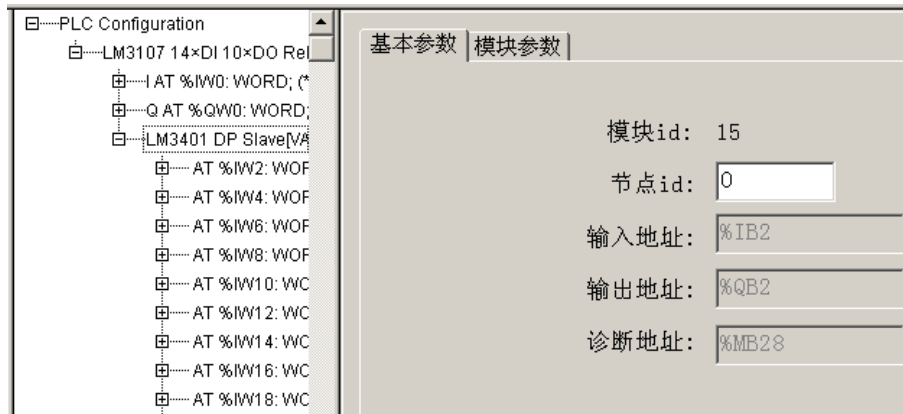 PLC Configuration
LM3107 14×DI 10×DO Rel
I AT %IW0: WORD; (*
Q AT %QW0: WORD;
LM3401 DP Slave[VA
AT %IW2: WOF
AT %IW4: WOF
AT %IW6: WOF
AT %IW8: WOF
AT %IW10: WC
AT %IW12: WC
AT %IW14: WC
AT %IW16: WC
AT %IW18: WC
基本参数 模块参数
模块id: 15
节点id: 0
输入地址: %IB2
输出地址: %QB2
诊断地址: %MB28